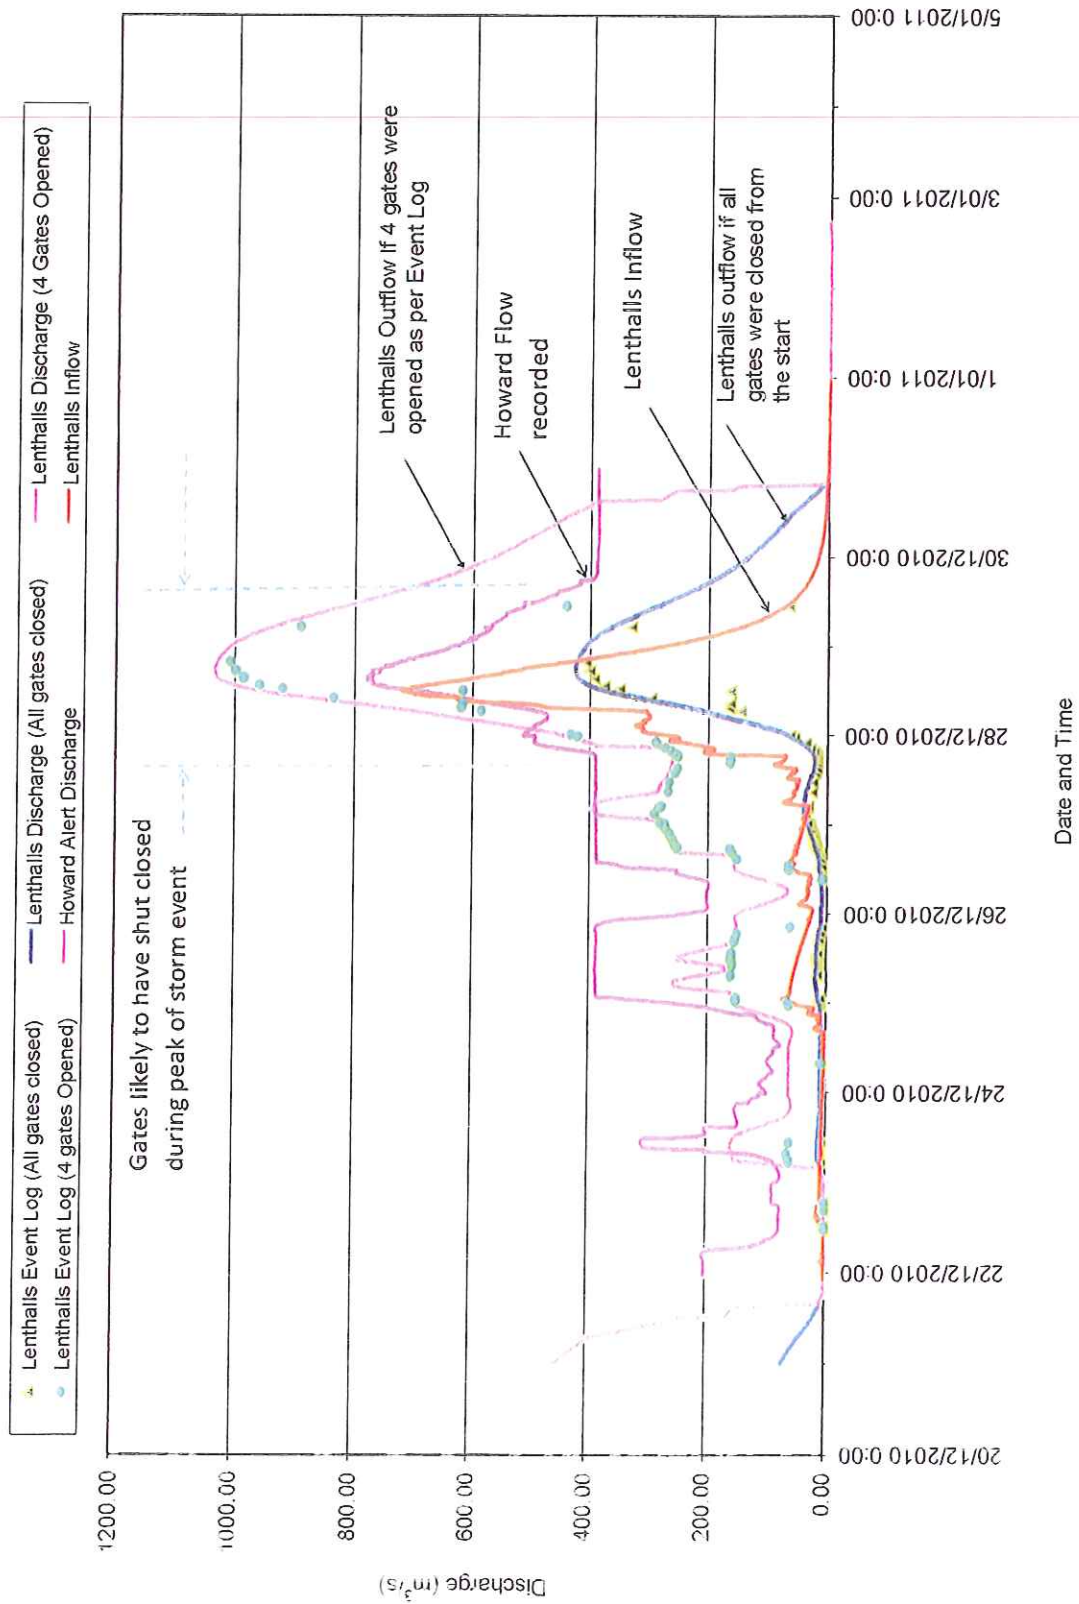 Lenthalls Event Log (All gates closed)
Lenthalls Discharge (All gates closed)
Lenthalls Discharge (4 Gates Opened)
Lenthalls Event Log (4 gates Opened)
Howard Alert Discharge
Lenthalls Inflow
Gates likely to have shut closed
during peak of storm event
Lenthalls Outflow If 4 gates were
opened as per Event Log
Howard Flow
recorded
Lenthalls Inflow
Lenthalls outflow if all
gates were closed from
the start
Discharge (m³/s)
1200.00
1000.00
800.00
600.00
400.00
200.00
0.00
20/12/2010 0:00
22/12/2010 0:00
24/12/2010 0:00
26/12/2010 0:00
28/12/2010 0:00
30/12/2010 0:00
1/01/2011 0:00
3/01/2011 0:00
5/01/2011 0:00
Date and Time